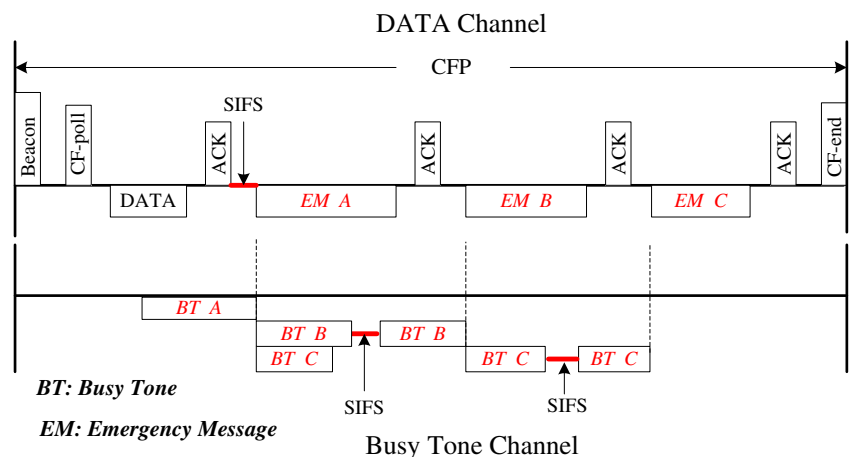 DATA Channel
CFP
SIFS
Beacon
CF-poll
ACK
ACK
ACK
ACK
CF-end
DATA
EM A
EM B
EM C
BT A
BT B
BT B
BT C
BT C
BT C
BT: Busy Tone
SIFS
SIFS
EM: Emergency Message
Busy Tone Channel